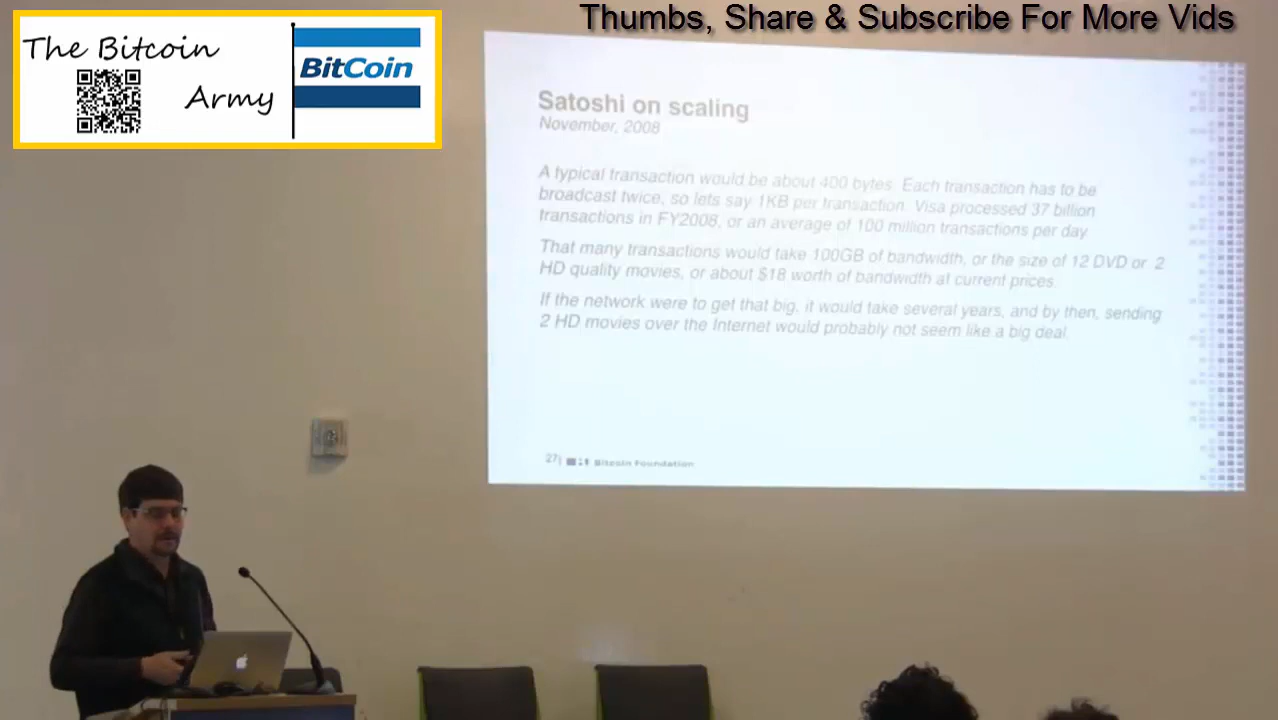 Thumbs, Share & Subscribe For More Vids
The Bitcoin
Army
BitCoin
Satoshi on scaling
November, 2008
A typical transaction would be about 400 bytes. Each transaction has to be
broadcast twice, so lets say 1KB per transaction. Visa processed 37 billion
transactions in FY2008, or an average of 100 million transactions per day
That many transactions would take 100GB of bandwidth, or the size of 12 DVD or 2
HD quality movies, or about $18 worth of bandwidth at current prices.
If the network were to get that big, it would take several years, and by then, sending
2 HD movies over the Internet would probably not seem like a big deal.
27| Bitcoin Foundation